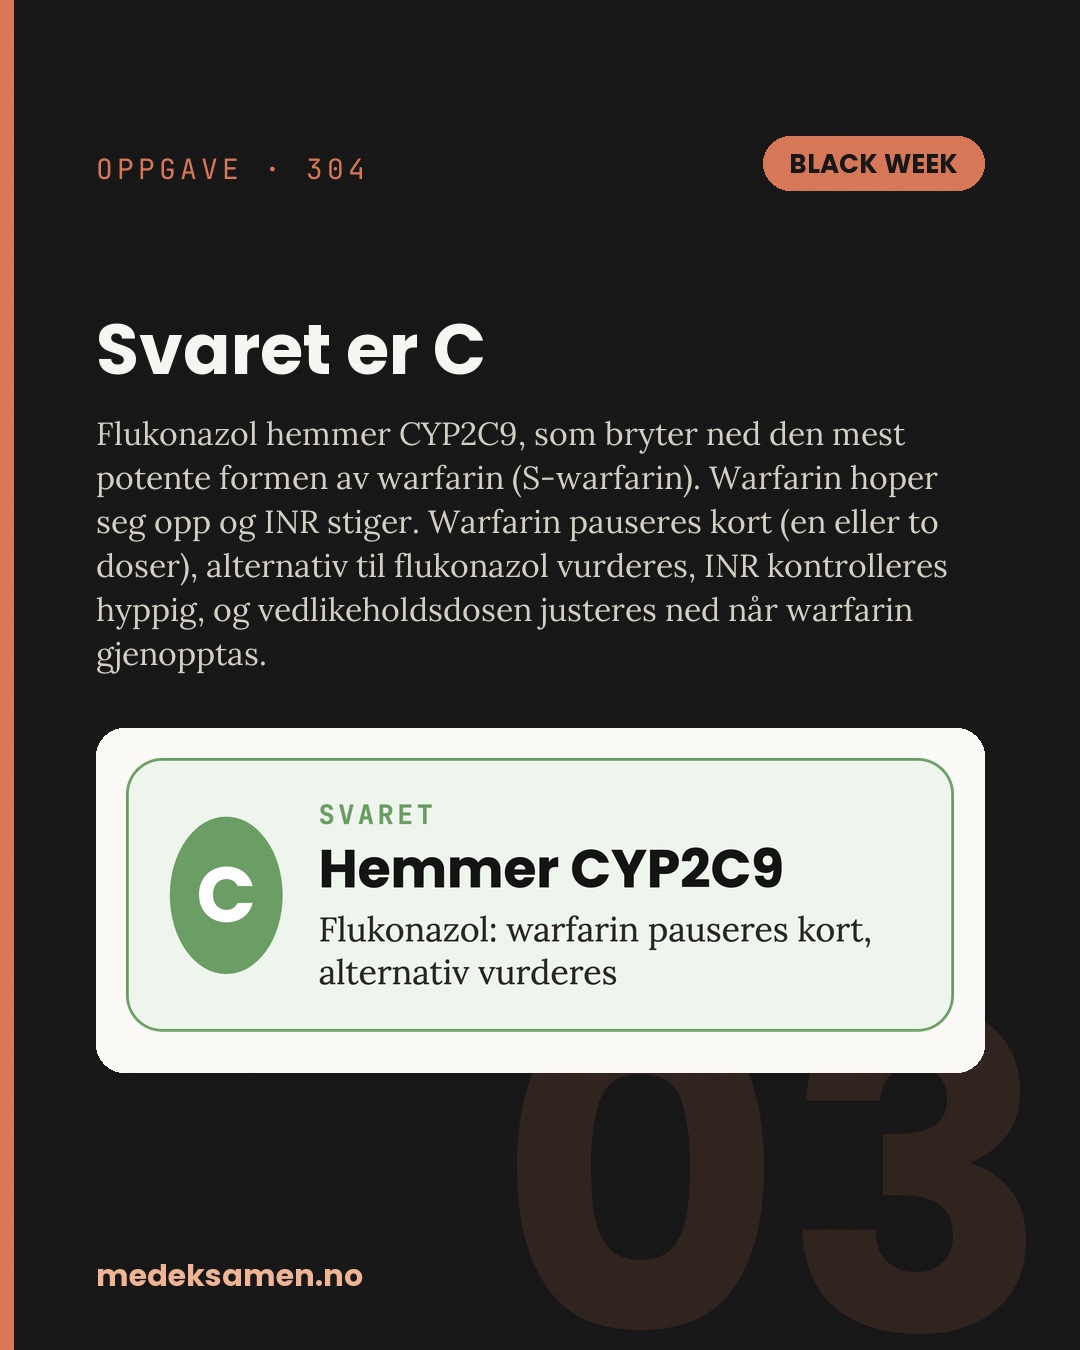 OPPGAVE · 304
BLACK WEEK
Svaret er C
Flukonazol hemmer CYP2C9, som bryter ned den mest
potente formen av warfarin (S-warfarin). Warfarin hoper
seg opp og INR stiger. Warfarin pauseres kort (en eller to
doser), alternativ til flukonazol vurderes, INR kontrolleres
hyppig, og vedlikeholdsdosen justeres ned når warfarin
gjenopptas.
C
SVARET
Hemmer CYP2C9
Flukonazol: warfarin pauseres kort,
alternativ vurderes
03
medeksamen.no